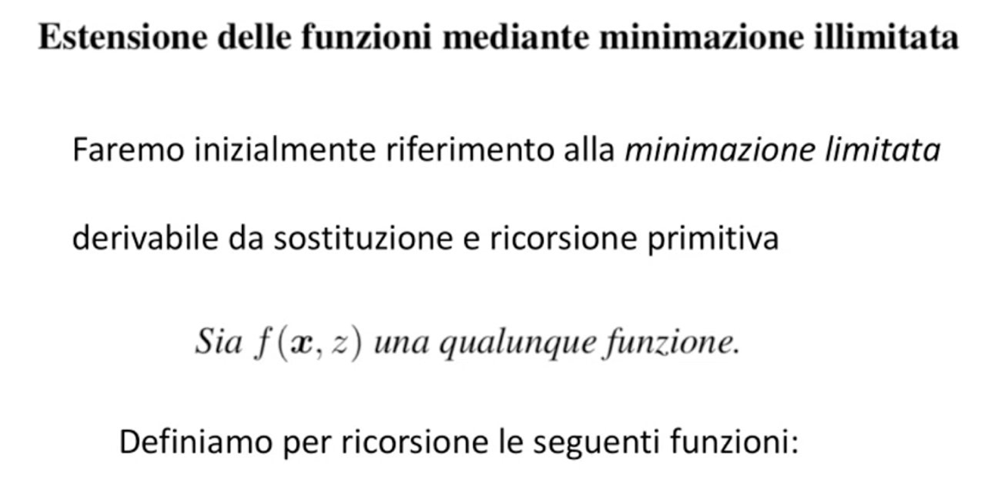 Estensione delle funzioni mediante minimazione illimitata
Faremo inizialmente riferimento alla minimazione limitata
derivabile da sostituzione e ricorsione primitiva
Sia f(x, z) una qualunque funzione.
Definiamo per ricorsione le seguenti funzioni: